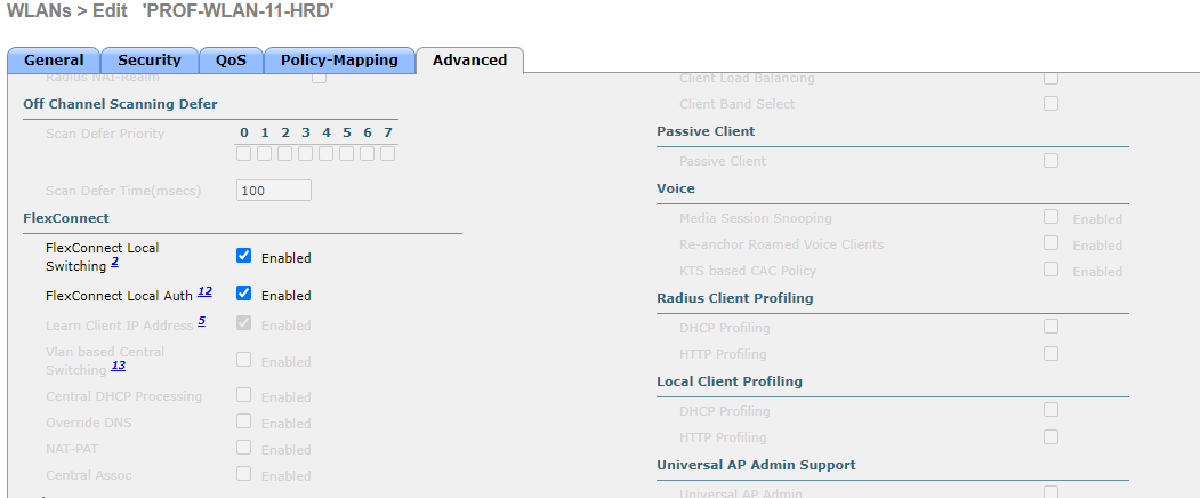 WLANs > Edit 'PROF-WLAN-11-HRD'
General Security QoS Policy-Mapping Advanced
Radius NAI-Realm
Off Channel Scanning Defer
Scan Defer Priority 0 1 2 3 4 5 6 7
Scan Defer Time(msecs) 100
FlexConnect
FlexConnect Local
Switching 2 Enabled
FlexConnect Local Auth 12 Enabled
Learn Client IP Address 5 Enabled
Vlan based Central
Switching 13 Enabled
Central DHCP Processing Enabled
Override DNS Enabled
NAT-PAT Enabled
Central Assoc Enabled
Client Load Balancing
Client Band Select
Passive Client
Passive Client
Voice
Media Session Snooping Enabled
Re-anchor Roamed Voice Clients Enabled
KTS based CAC Policy Enabled
Radius Client Profiling
DHCP Profiling
HTTP Profiling
Local Client Profiling
DHCP Profiling
HTTP Profiling
Universal AP Admin Support
Universal AP Admin